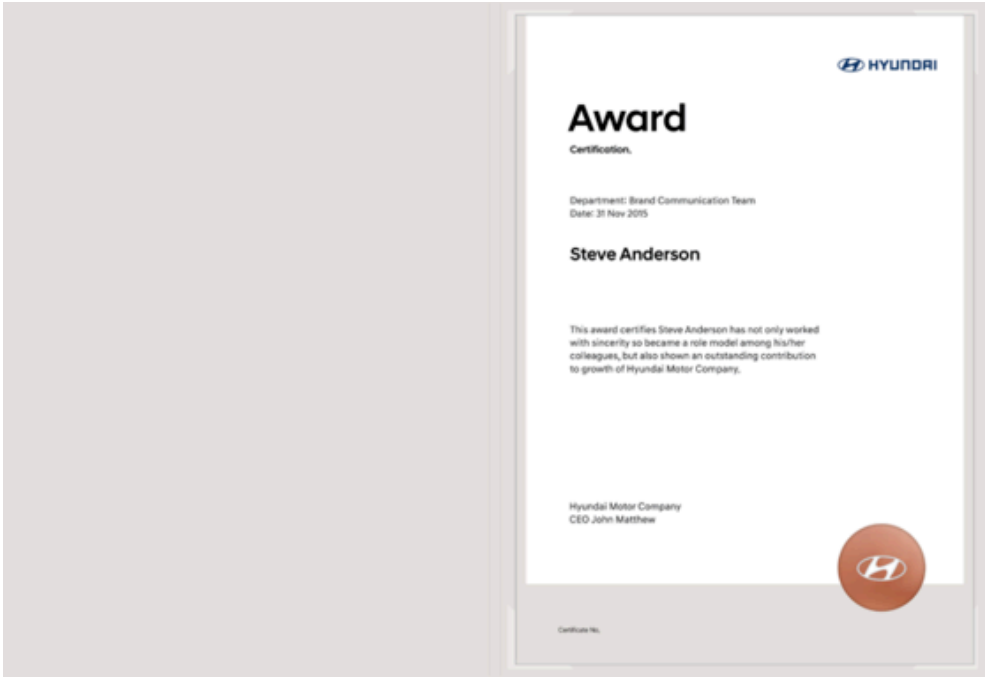 HYUNDAI
Award
Certification.
Department: Brand Communication Team
Date: 31 Nov 2015
Steve Anderson
This award certifies Steve Anderson has not only worked
with sincerity so became a role model among his/her
colleagues, but also shown an outstanding contribution
to growth of Hyundai Motor Company.
Hyundai Motor Company
CEO John Matthew
Certificate No.